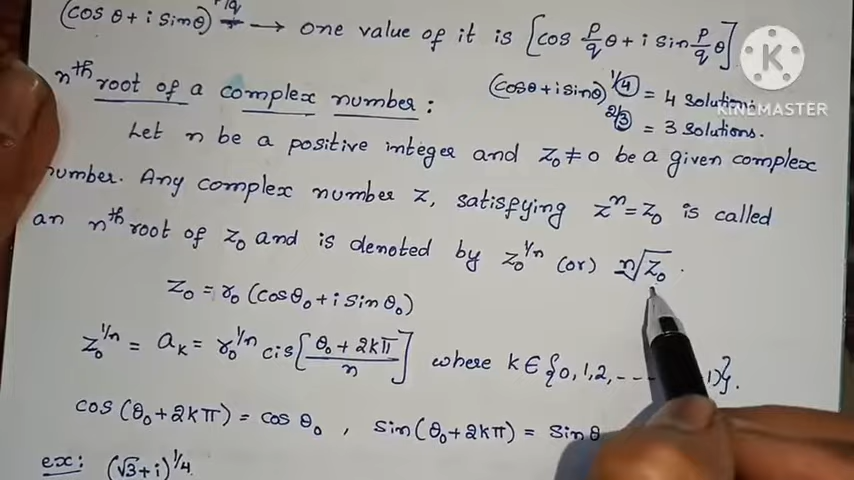 (cos θ + i sin θ)^p/q → one value of it is [cos p/q θ + i sin p/q θ]
K
KINEMASTER
nth root of a complex number:
(cosθ + i sinθ)^1/4 = 4 solutions.
2/3 = 3 solutions.
Let n be a positive integer and z₀ ≠ 0 be a given complex
number. Any complex number z, satisfying zⁿ = z₀ is called
an nth root of z₀ and is denoted by z₀^1/n (or) ⁿ√z₀ .
z₀ = r₀ (cosθ₀ + i sin θ₀)
z₀^1/n = a_k = r₀^1/n cis [(θ₀ + 2kπ)/n] where k ∈ {0, 1, 2, ---- 1)}.
cos (θ₀ + 2kπ) = cos θ₀ , sin (θ₀ + 2kπ) = sin θ
ex: (√3 + i)^1/4